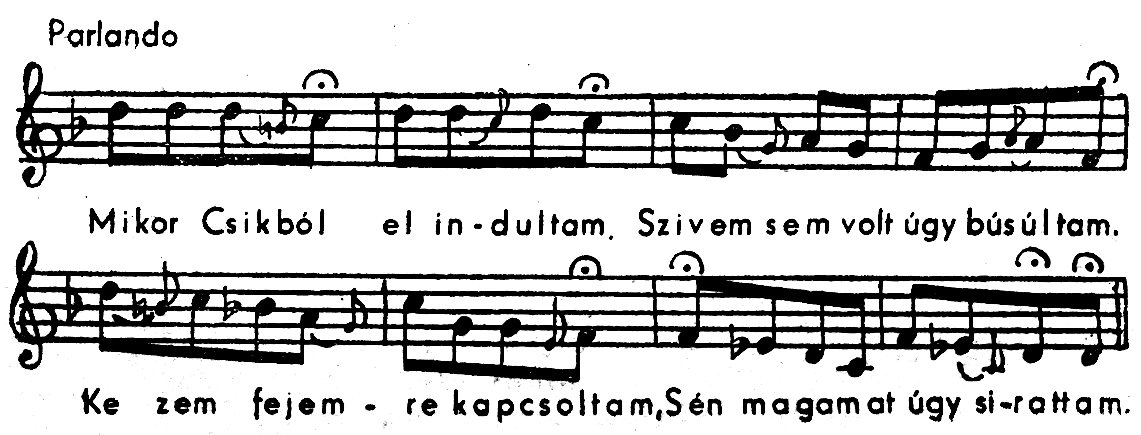 Parlando
Mikor Csikból el in-dultam, Szivem sem volt úgy búsúltam.
Ke zem fejem - re kapcsoltam, Sén magamat úgy si-rattam.